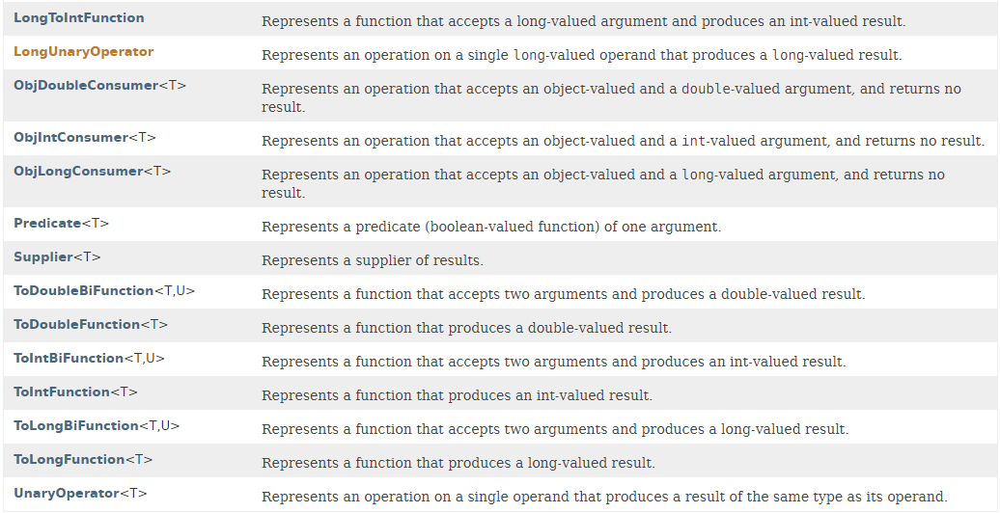 LongToIntFunction Represents a function that accepts a long-valued argument and produces an int-valued result.
LongUnaryOperator Represents an operation on a single long-valued operand that produces a long-valued result.
ObjDoubleConsumer<T> Represents an operation that accepts an object-valued and a double-valued argument, and returns no
result.
ObjIntConsumer<T> Represents an operation that accepts an object-valued and a int-valued argument, and returns no result.
ObjLongConsumer<T> Represents an operation that accepts an object-valued and a long-valued argument, and returns no
result.
Predicate<T> Represents a predicate (boolean-valued function) of one argument.
Supplier<T> Represents a supplier of results.
ToDoubleBiFunction<T,U> Represents a function that accepts two arguments and produces a double-valued result.
ToDoubleFunction<T> Represents a function that produces a double-valued result.
ToIntBiFunction<T,U> Represents a function that accepts two arguments and produces an int-valued result.
ToIntFunction<T> Represents a function that produces an int-valued result.
ToLongBiFunction<T,U> Represents a function that accepts two arguments and produces a long-valued result.
ToLongFunction<T> Represents a function that produces a long-valued result.
UnaryOperator<T> Represents an operation on a single operand that produces a result of the same type as its operand.